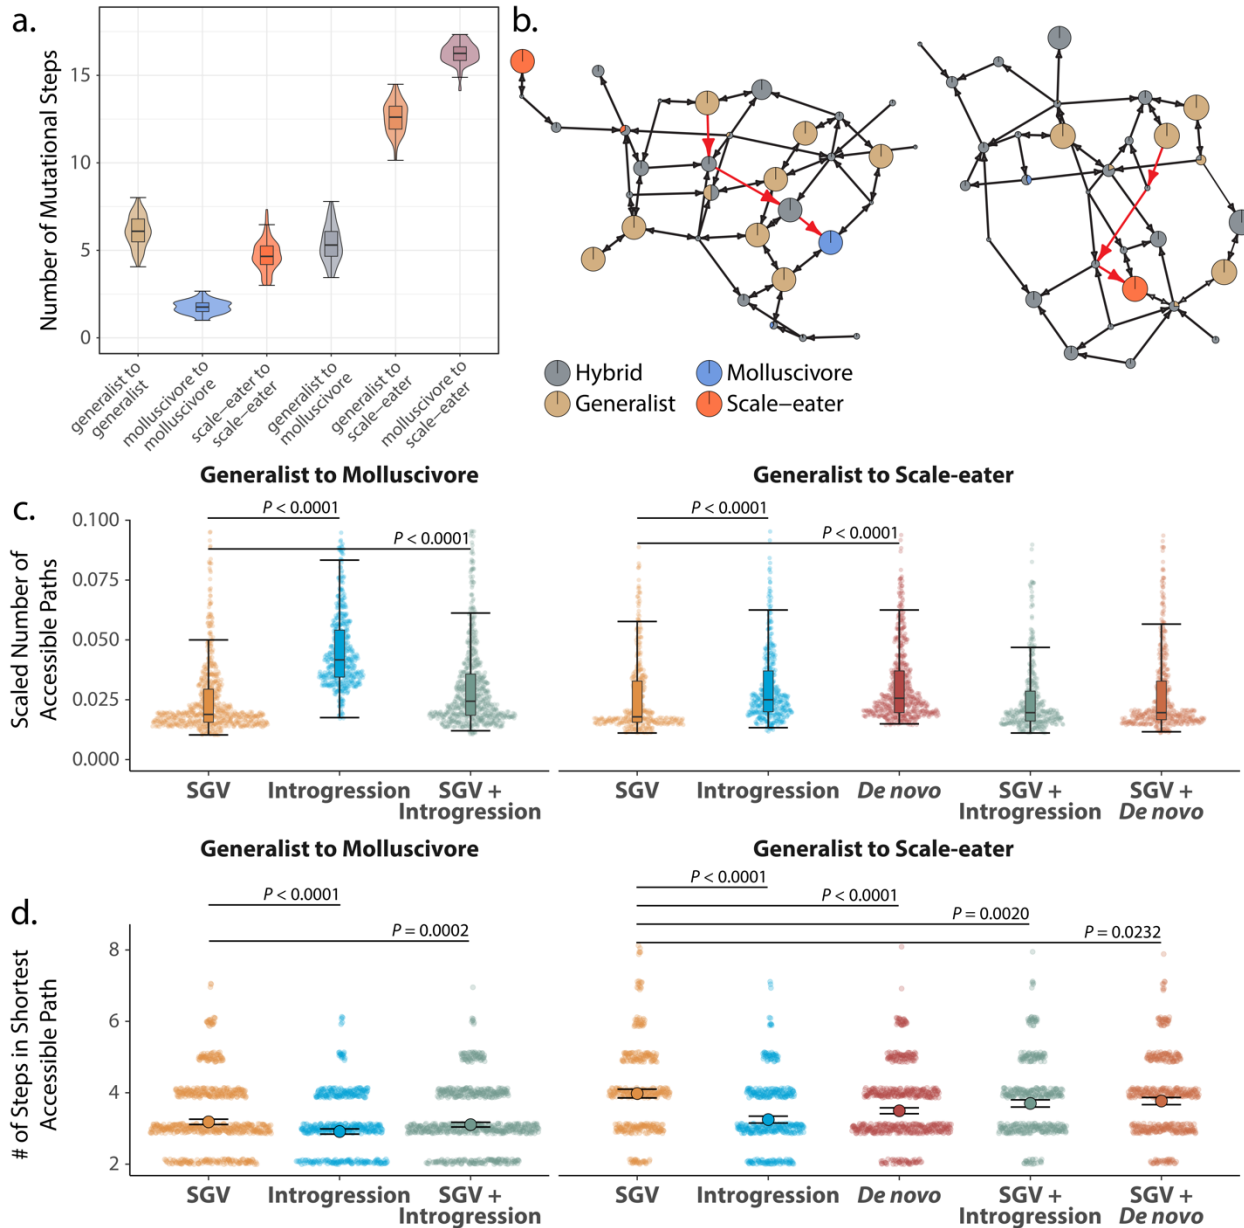 a.
Number of Mutational Steps
15
10
5
0
generalist to
generalist
molluscivore to
molluscivore
scale–eater to
scale–eater
generalist to
molluscivore
generalist to
scale–eater
molluscivore to
scale–eater
b.
Hybrid
Molluscivore
Generalist
Scale–eater
c.
Generalist to Molluscivore
Generalist to Scale-eater
Scaled Number of
Accessible Paths
0.100
0.075
0.050
0.025
0.000
P < 0.0001
P < 0.0001
P < 0.0001
P < 0.0001
SGV
Introgression
SGV +
Introgression
SGV
Introgression
De novo
SGV +
Introgression
SGV +
De novo
d.
Generalist to Molluscivore
Generalist to Scale-eater
# of Steps in Shortest
Accessible Path
8
6
4
2
P < 0.0001
P = 0.0002
P < 0.0001
P < 0.0001
P = 0.0020
P = 0.0232
SGV
Introgression
SGV +
Introgression
SGV
Introgression
De novo
SGV +
Introgression
SGV +
De novo